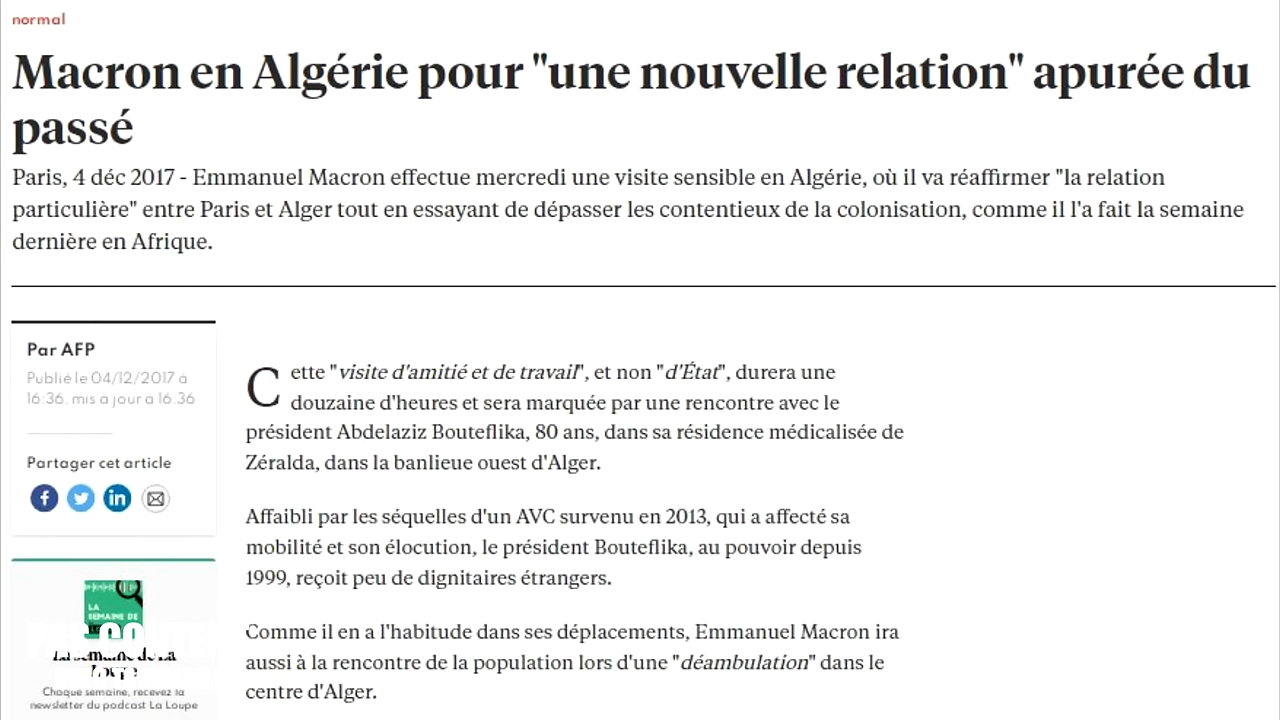 normal
Macron en Algérie pour "une nouvelle relation" apurée du
passé
Paris, 4 déc 2017 - Emmanuel Macron effectue mercredi une visite sensible en Algérie, où il va réaffirmer "la relation
particulière" entre Paris et Alger tout en essayant de dépasser les contentieux de la colonisation, comme il l'a fait la semaine
dernière en Afrique.
Par AFP
Publié le 04/12/2017 à
16:36, mis à jour à 16:36
Partager cet article
LA
SEMAINE DE
Chaque semaine, recevez la
newsletter du podcast La Loupe
Cette "visite d'amitié et de travail", et non "d'État", durera une
douzaine d'heures et sera marquée par une rencontre avec le
président Abdelaziz Bouteflika, 80 ans, dans sa résidence médicalisée de
Zéralda, dans la banlieue ouest d'Alger.
Affaibli par les séquelles d'un AVC survenu en 2013, qui a affecté sa
mobilité et son élocution, le président Bouteflika, au pouvoir depuis
1999, reçoit peu de dignitaires étrangers.
Comme il en a l'habitude dans ses déplacements, Emmanuel Macron ira
aussi à la rencontre de la population lors d'une "déambulation" dans le
centre d'Alger.